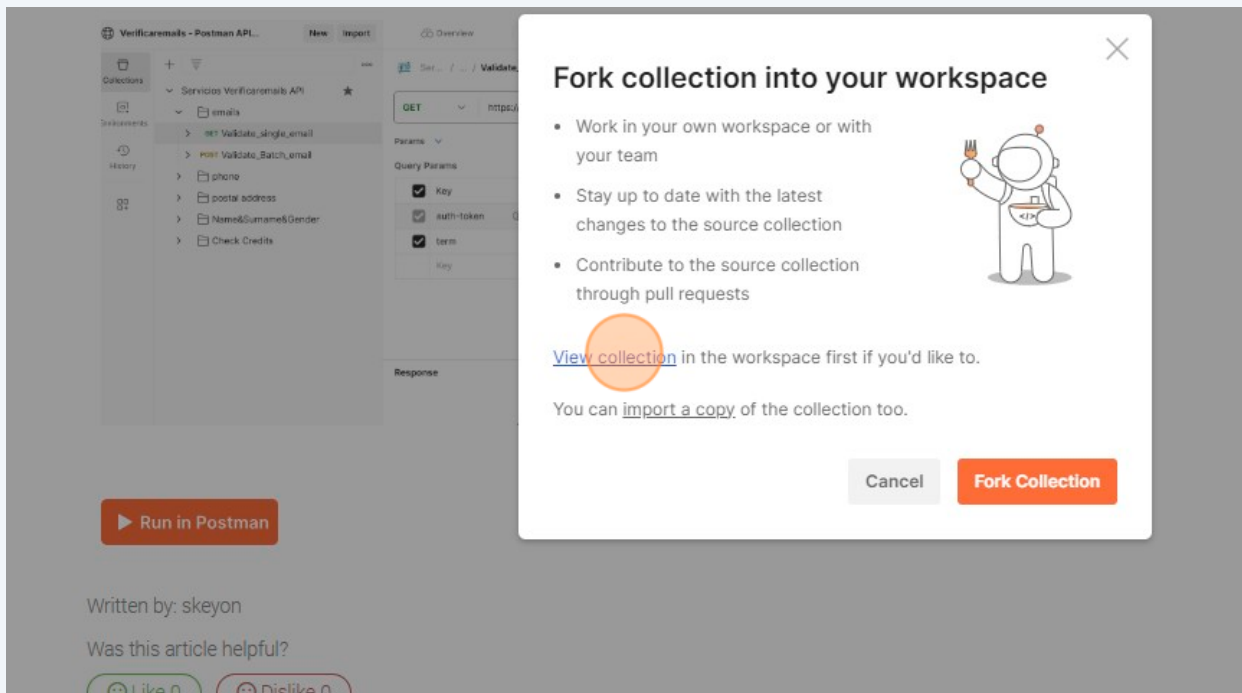 Verificaremails - Postman API...
New
Import
Overview
Collections
Environments
History
Servicios Verificaremails API
emails
GET Validate_single_email
POST Validate_Batch_email
phone
postal address
Name&Surname&Gender
Check Credits
Ser... / ... / Validate_
GET
https:/
Params
Query Params
Key
auth-token
term
Key
Response
Fork collection into your workspace
• Work in your own workspace or with
your team
• Stay up to date with the latest
changes to the source collection
• Contribute to the source collection
through pull requests
</>
View collection in the workspace first if you'd like to.
You can import a copy of the collection too.
Cancel
Fork Collection
Run in Postman
Written by: skeyon
Was this article helpful?
Like 0
Dislike 0